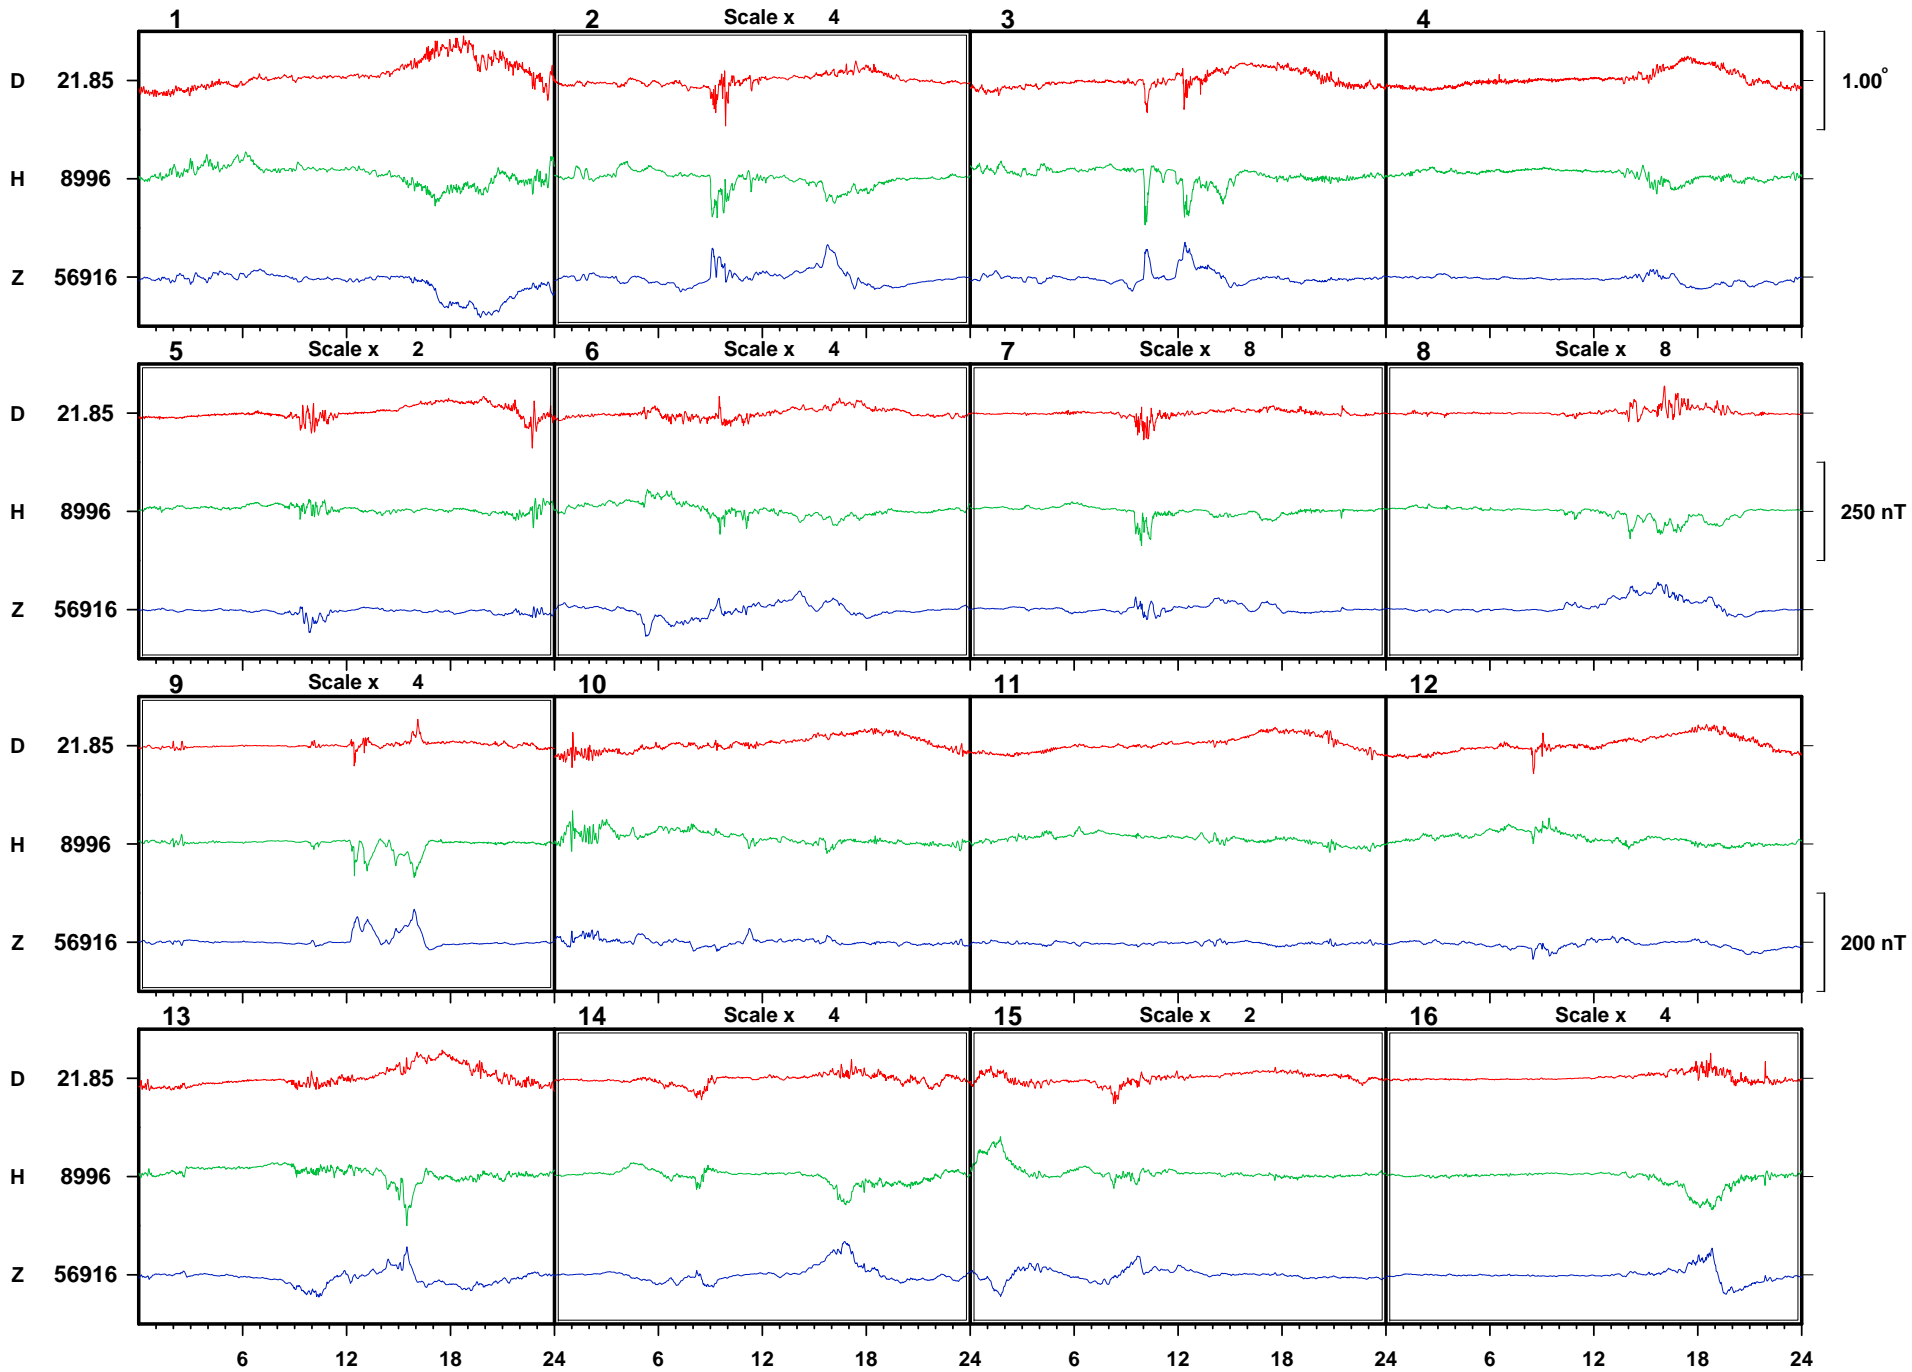 1 2 Scale x 4 3 4
D 21.85 1.00°
H 8996
Z 56916
5 Scale x 2 6 Scale x 4 7 Scale x 8 8 Scale x 8
D 21.85
H 8996 250 nT
Z 56916
9 Scale x 4 10 11 12
D 21.85
H 8996
Z 56916 200 nT
13 14 Scale x 4 15 Scale x 2 16 Scale x 4
D 21.85
H 8996
Z 56916
6 12 18 24 6 12 18 24 6 12 18 24 6 12 18 24